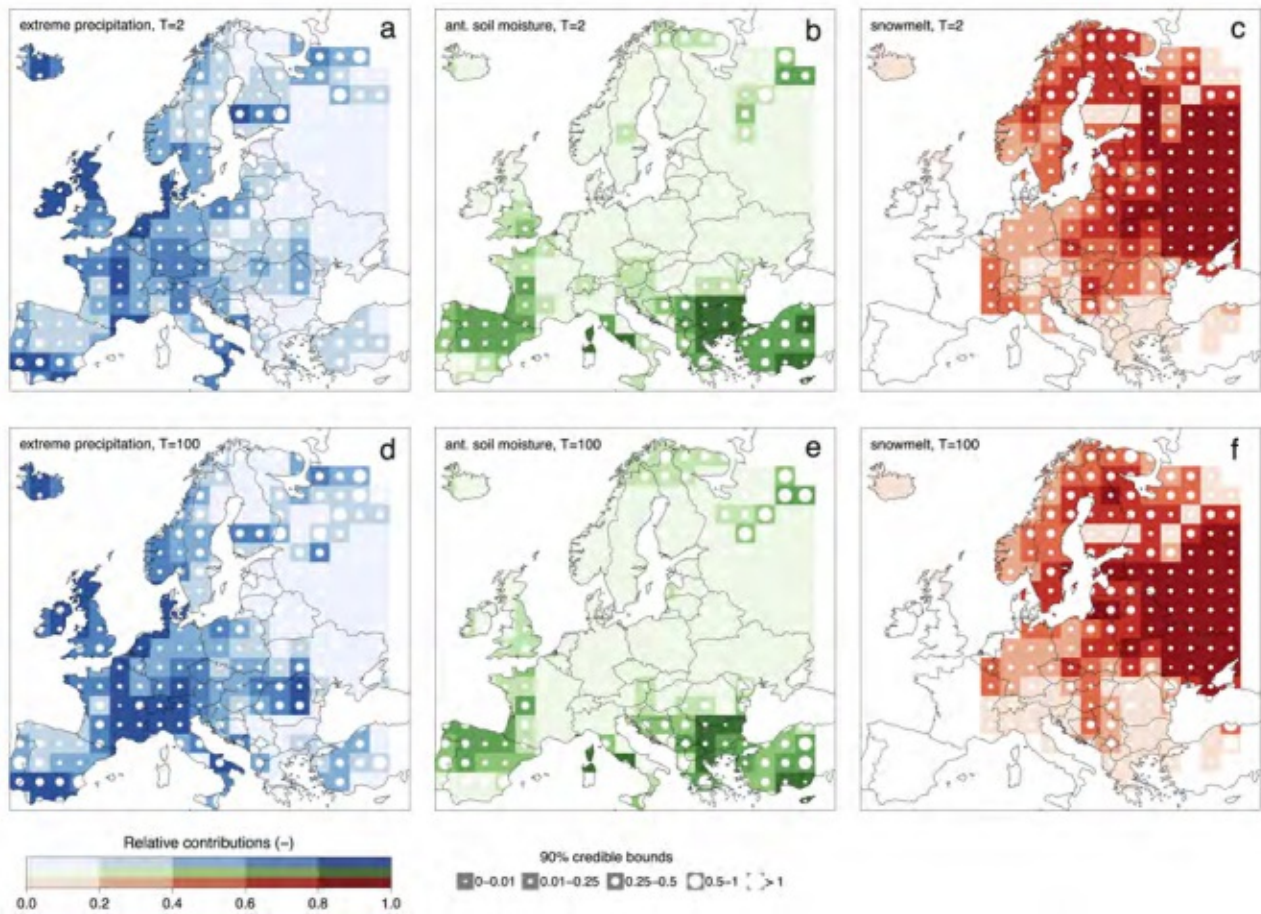 extreme precipitation, T=2 a
ant. soil moisture, T=2 b
snowmelt, T=2 c
extreme precipitation, T=100 d
ant. soil moisture, T=100 e
snowmelt, T=100 f
Relative contributions (−)
0.0 0.2 0.4 0.6 0.8 1.0
90% credible bounds
0−0.01 0.01−0.25 0.25−0.5 0.5−1 > 1